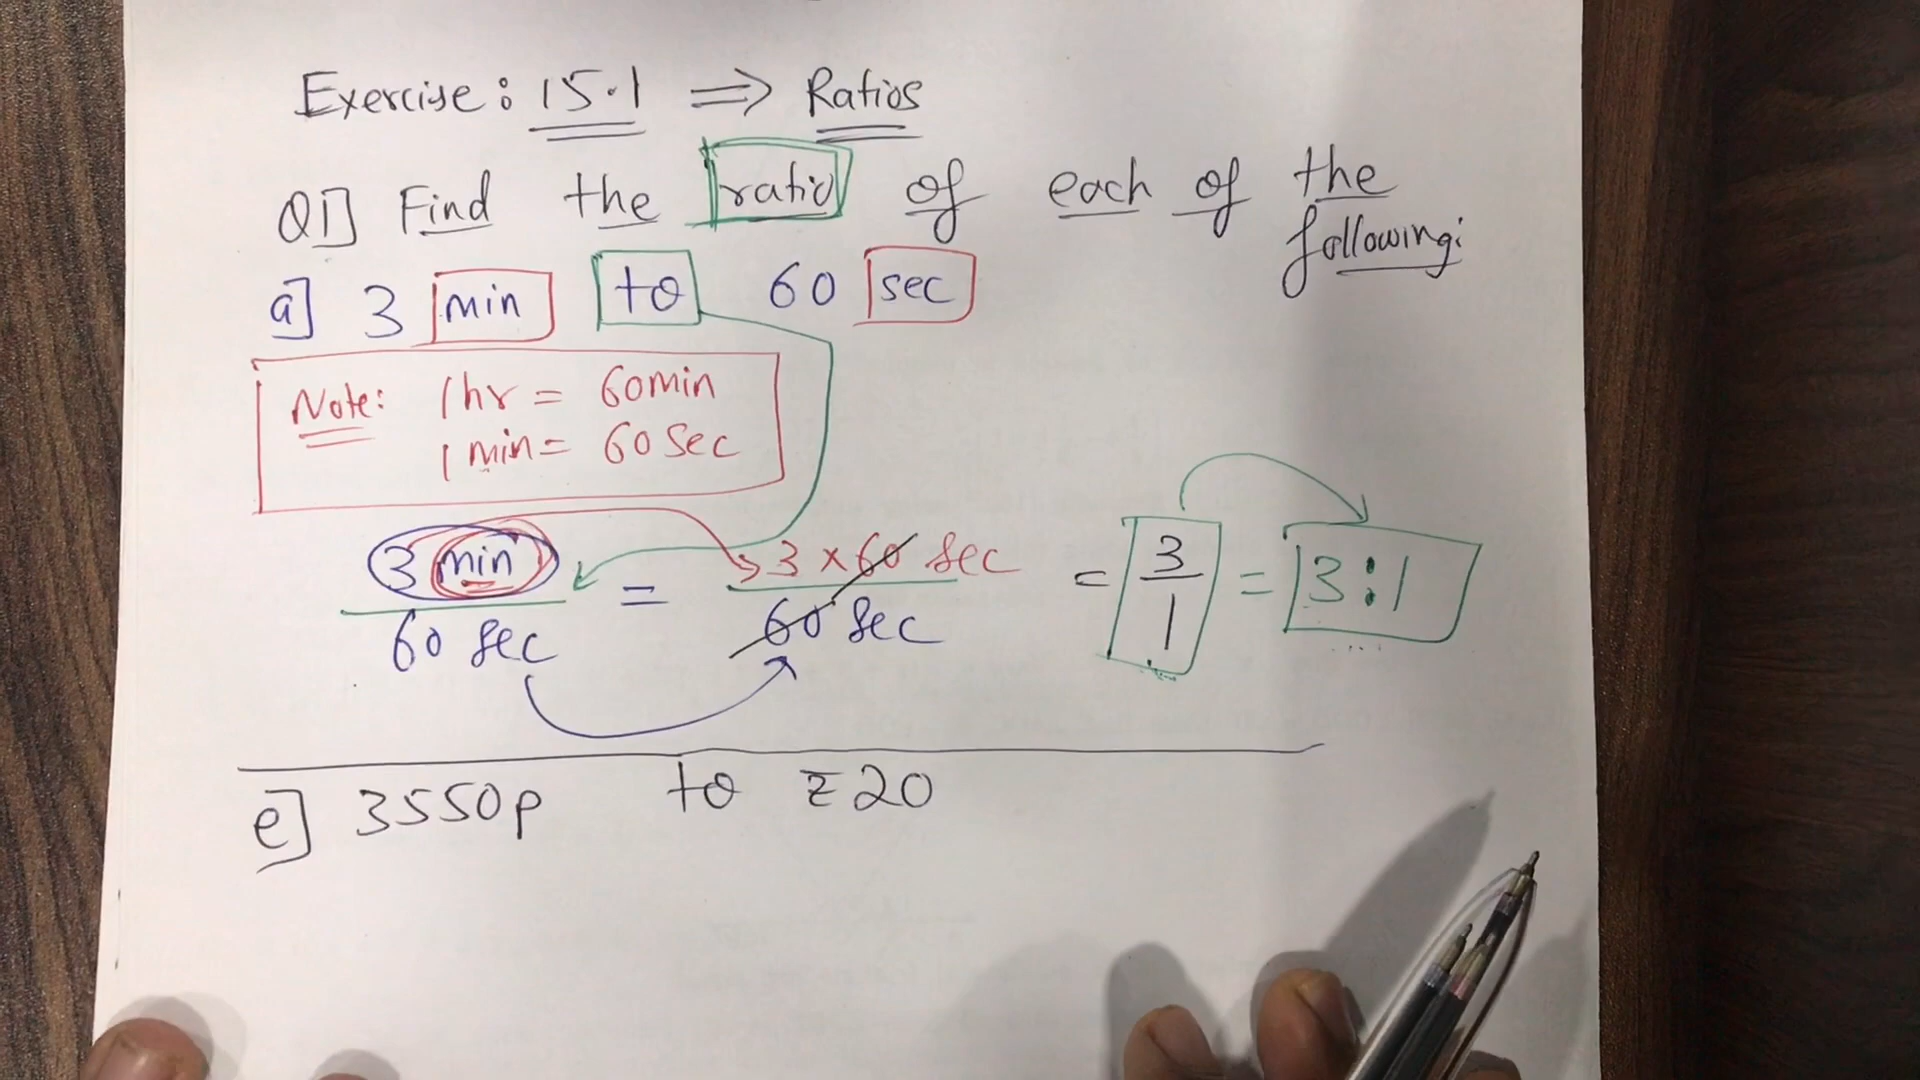 Exercise: 15.1 ⇒ Ratios
Q1] Find the ratio of each of the
following:
a] 3 min to 60 sec
Note: 1hr = 60min
1 min = 60 Sec
3 min / 60 sec = 3 × 60 sec / 60 sec = 3/1 = 3:1
e] 3550p to ₹20